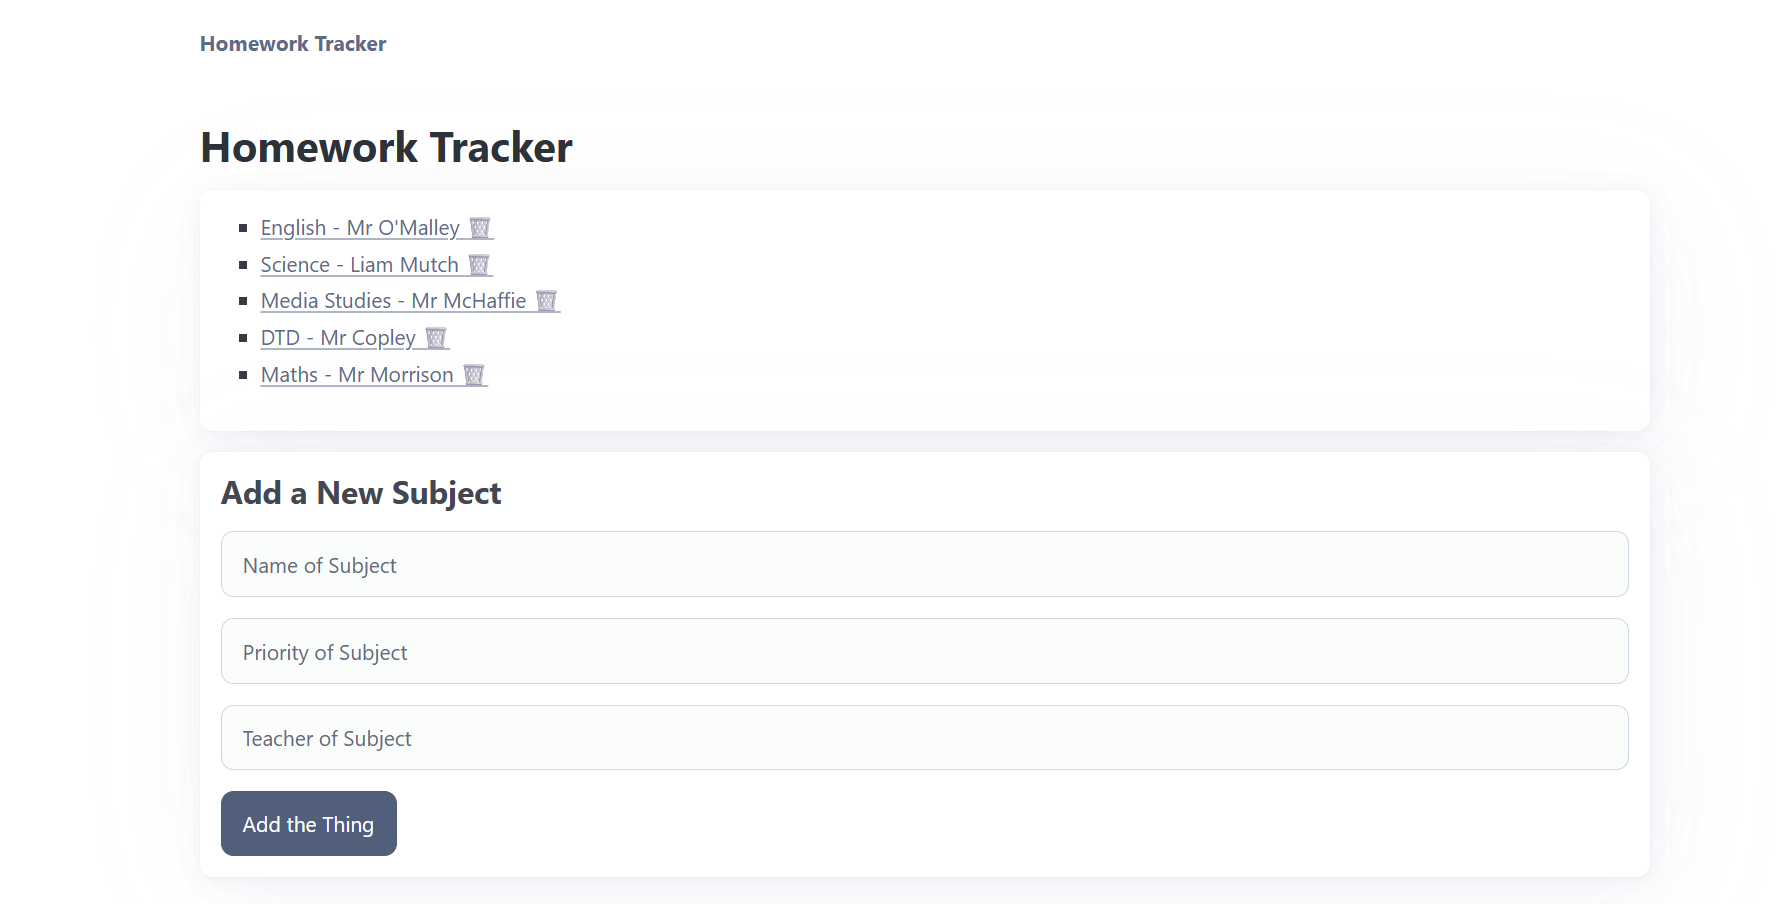 Homework Tracker
Homework Tracker
English - Mr O'Malley
Science - Liam Mutch
Media Studies - Mr McHaffie
DTD - Mr Copley
Maths - Mr Morrison
Add a New Subject
Name of Subject
Priority of Subject
Teacher of Subject
Add the Thing